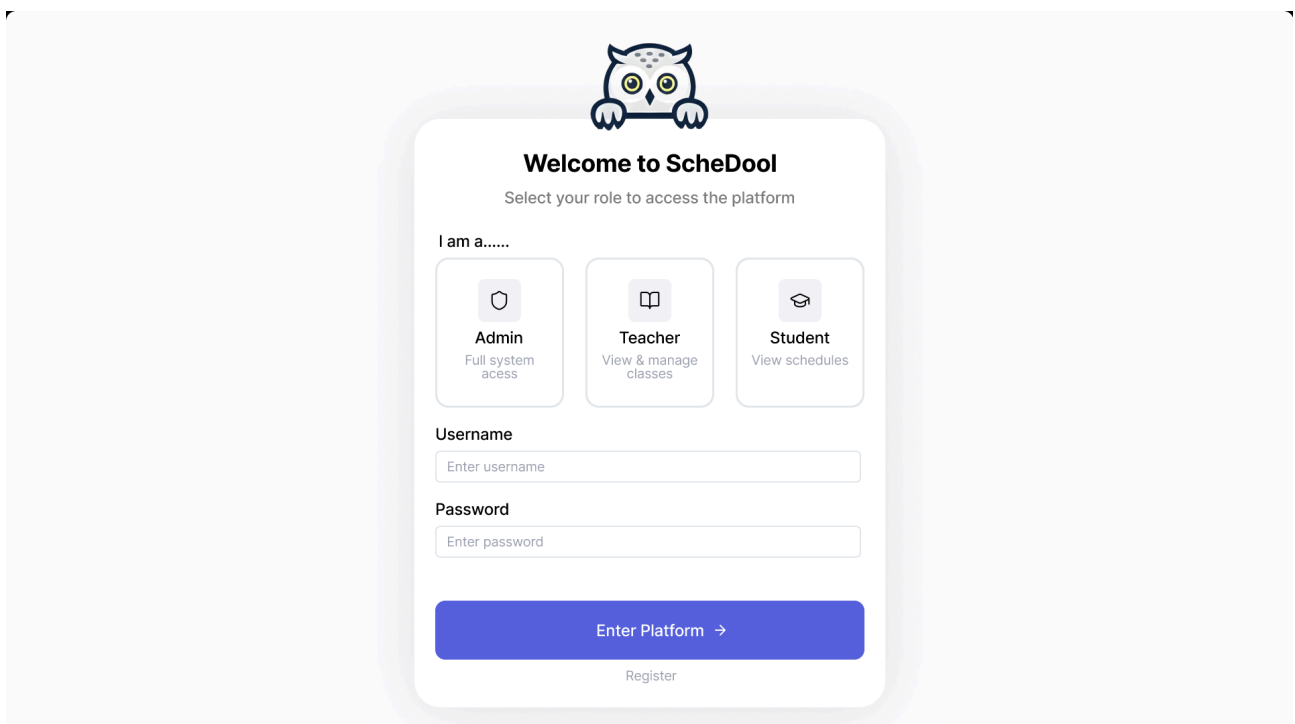 Welcome to ScheDool
Select your role to access the platform
I am a......
Admin
Full system
acess
Teacher
View & manage
classes
Student
View schedules
Username
Enter username
Password
Enter password
Enter Platform →
Register